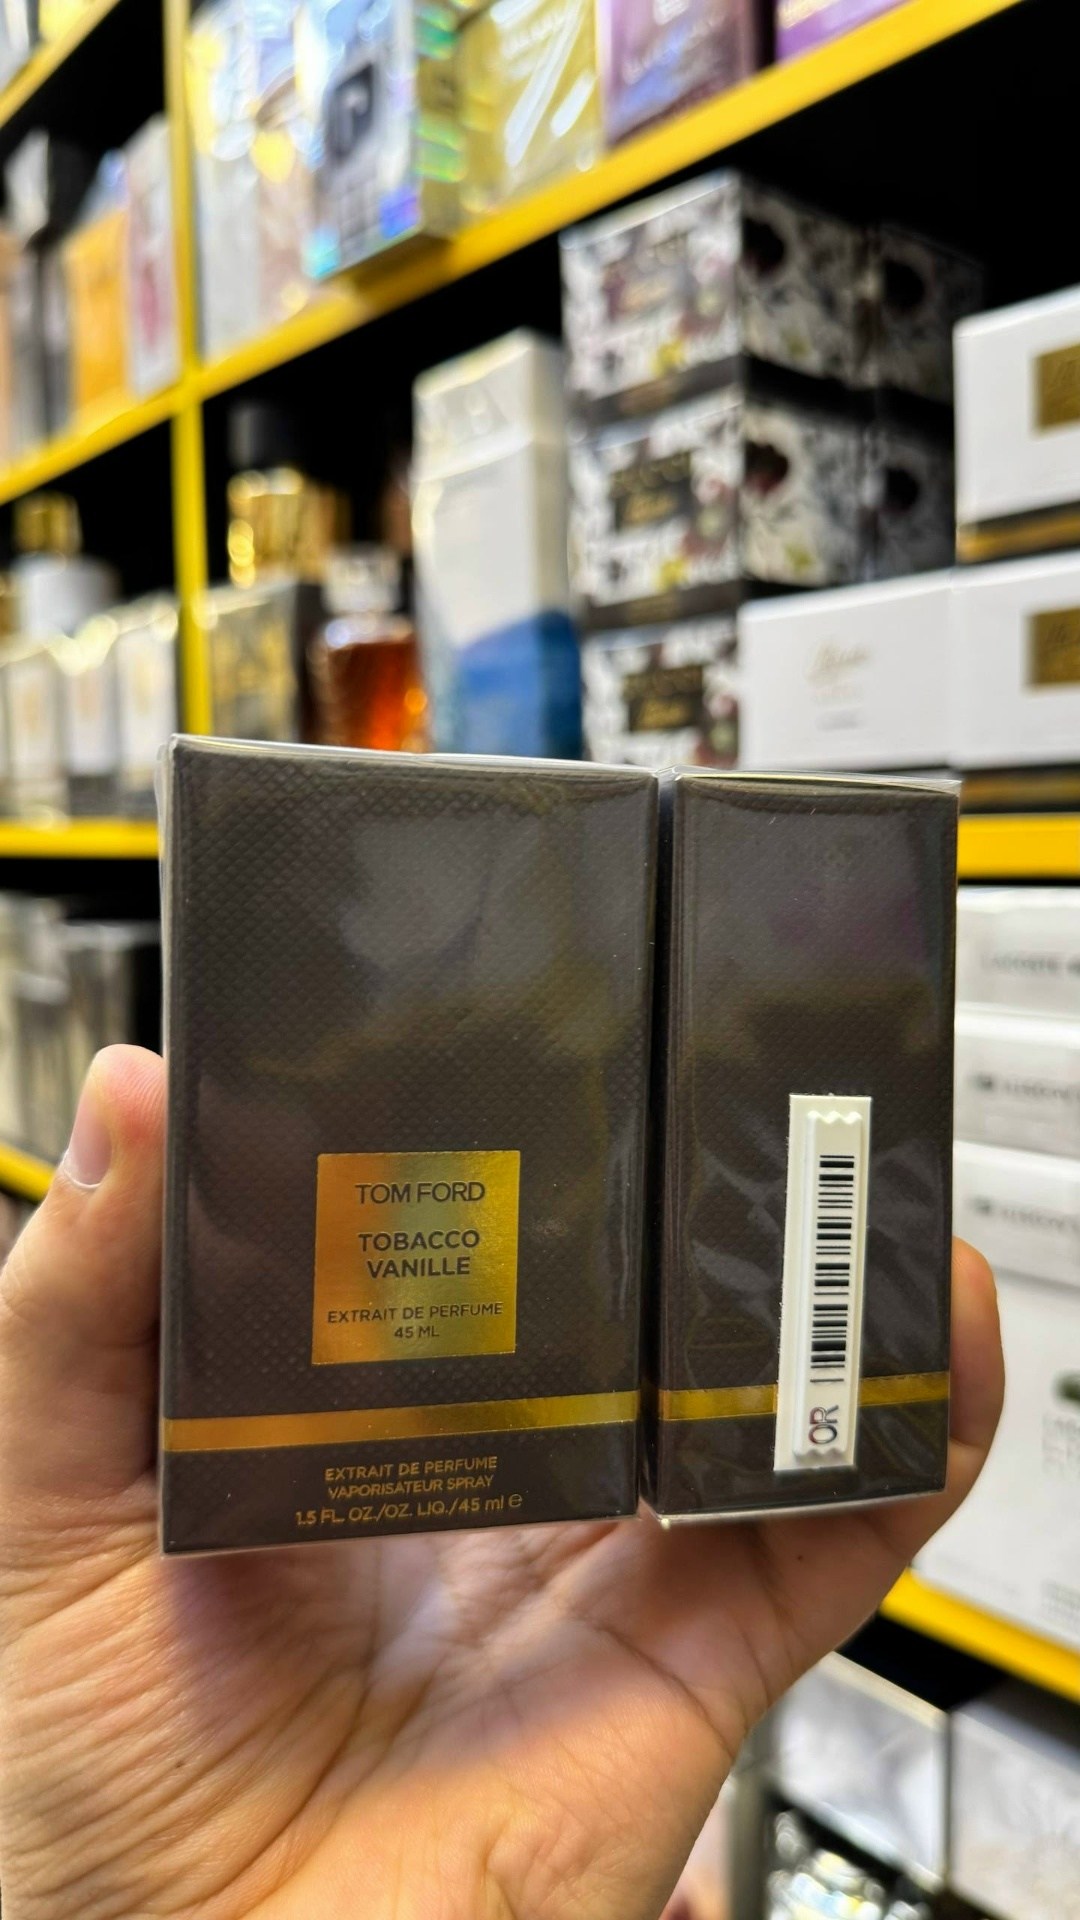 TOM FORD
TOBACCO
VANILLE
EXTRAIT DE PERFUME
45 ML
EXTRAIT DE PERFUME
VAPORISATEUR SPRAY
1.5 FL. OZ./OZ. LIQ./45 ml ℮
OR